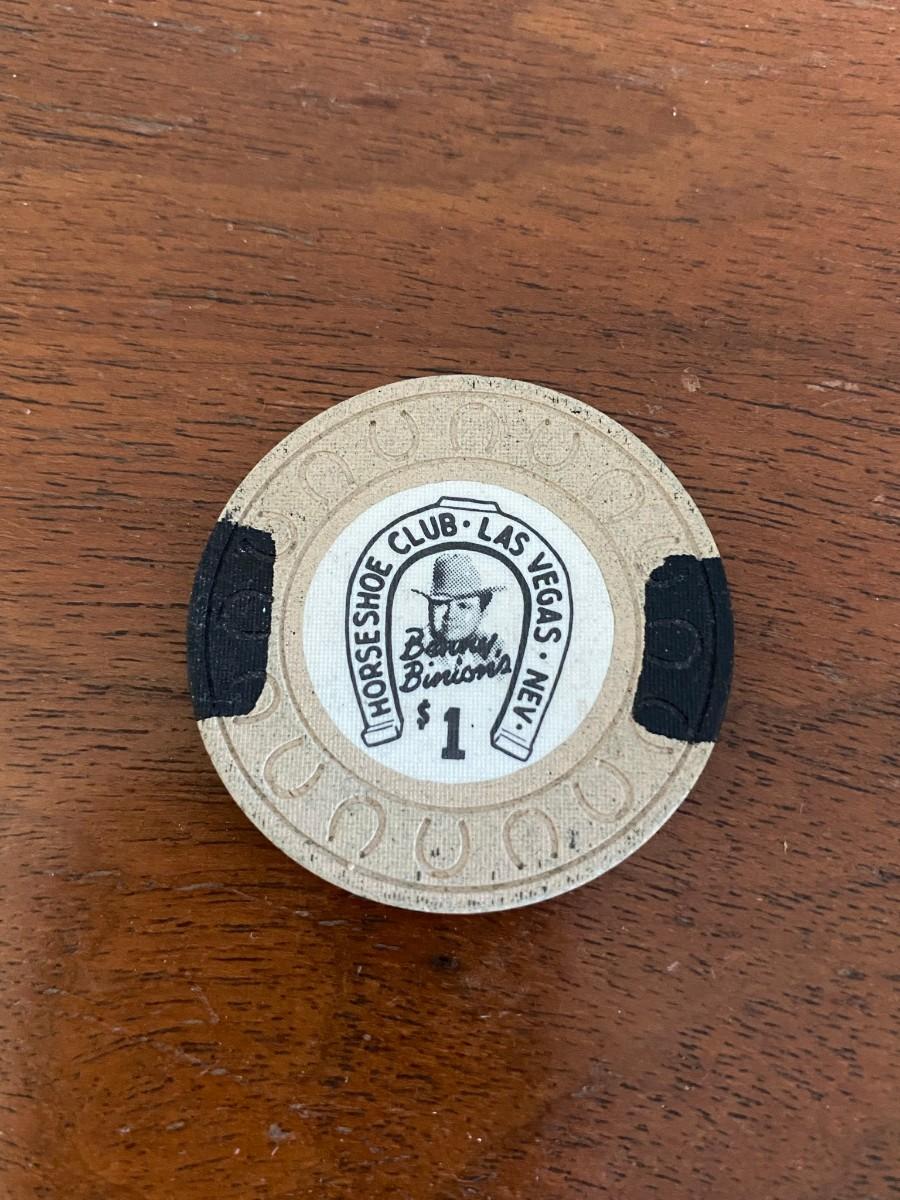 HORSESHOE CLUB · LAS VEGAS · NEV.
Benny
Binion's
$1